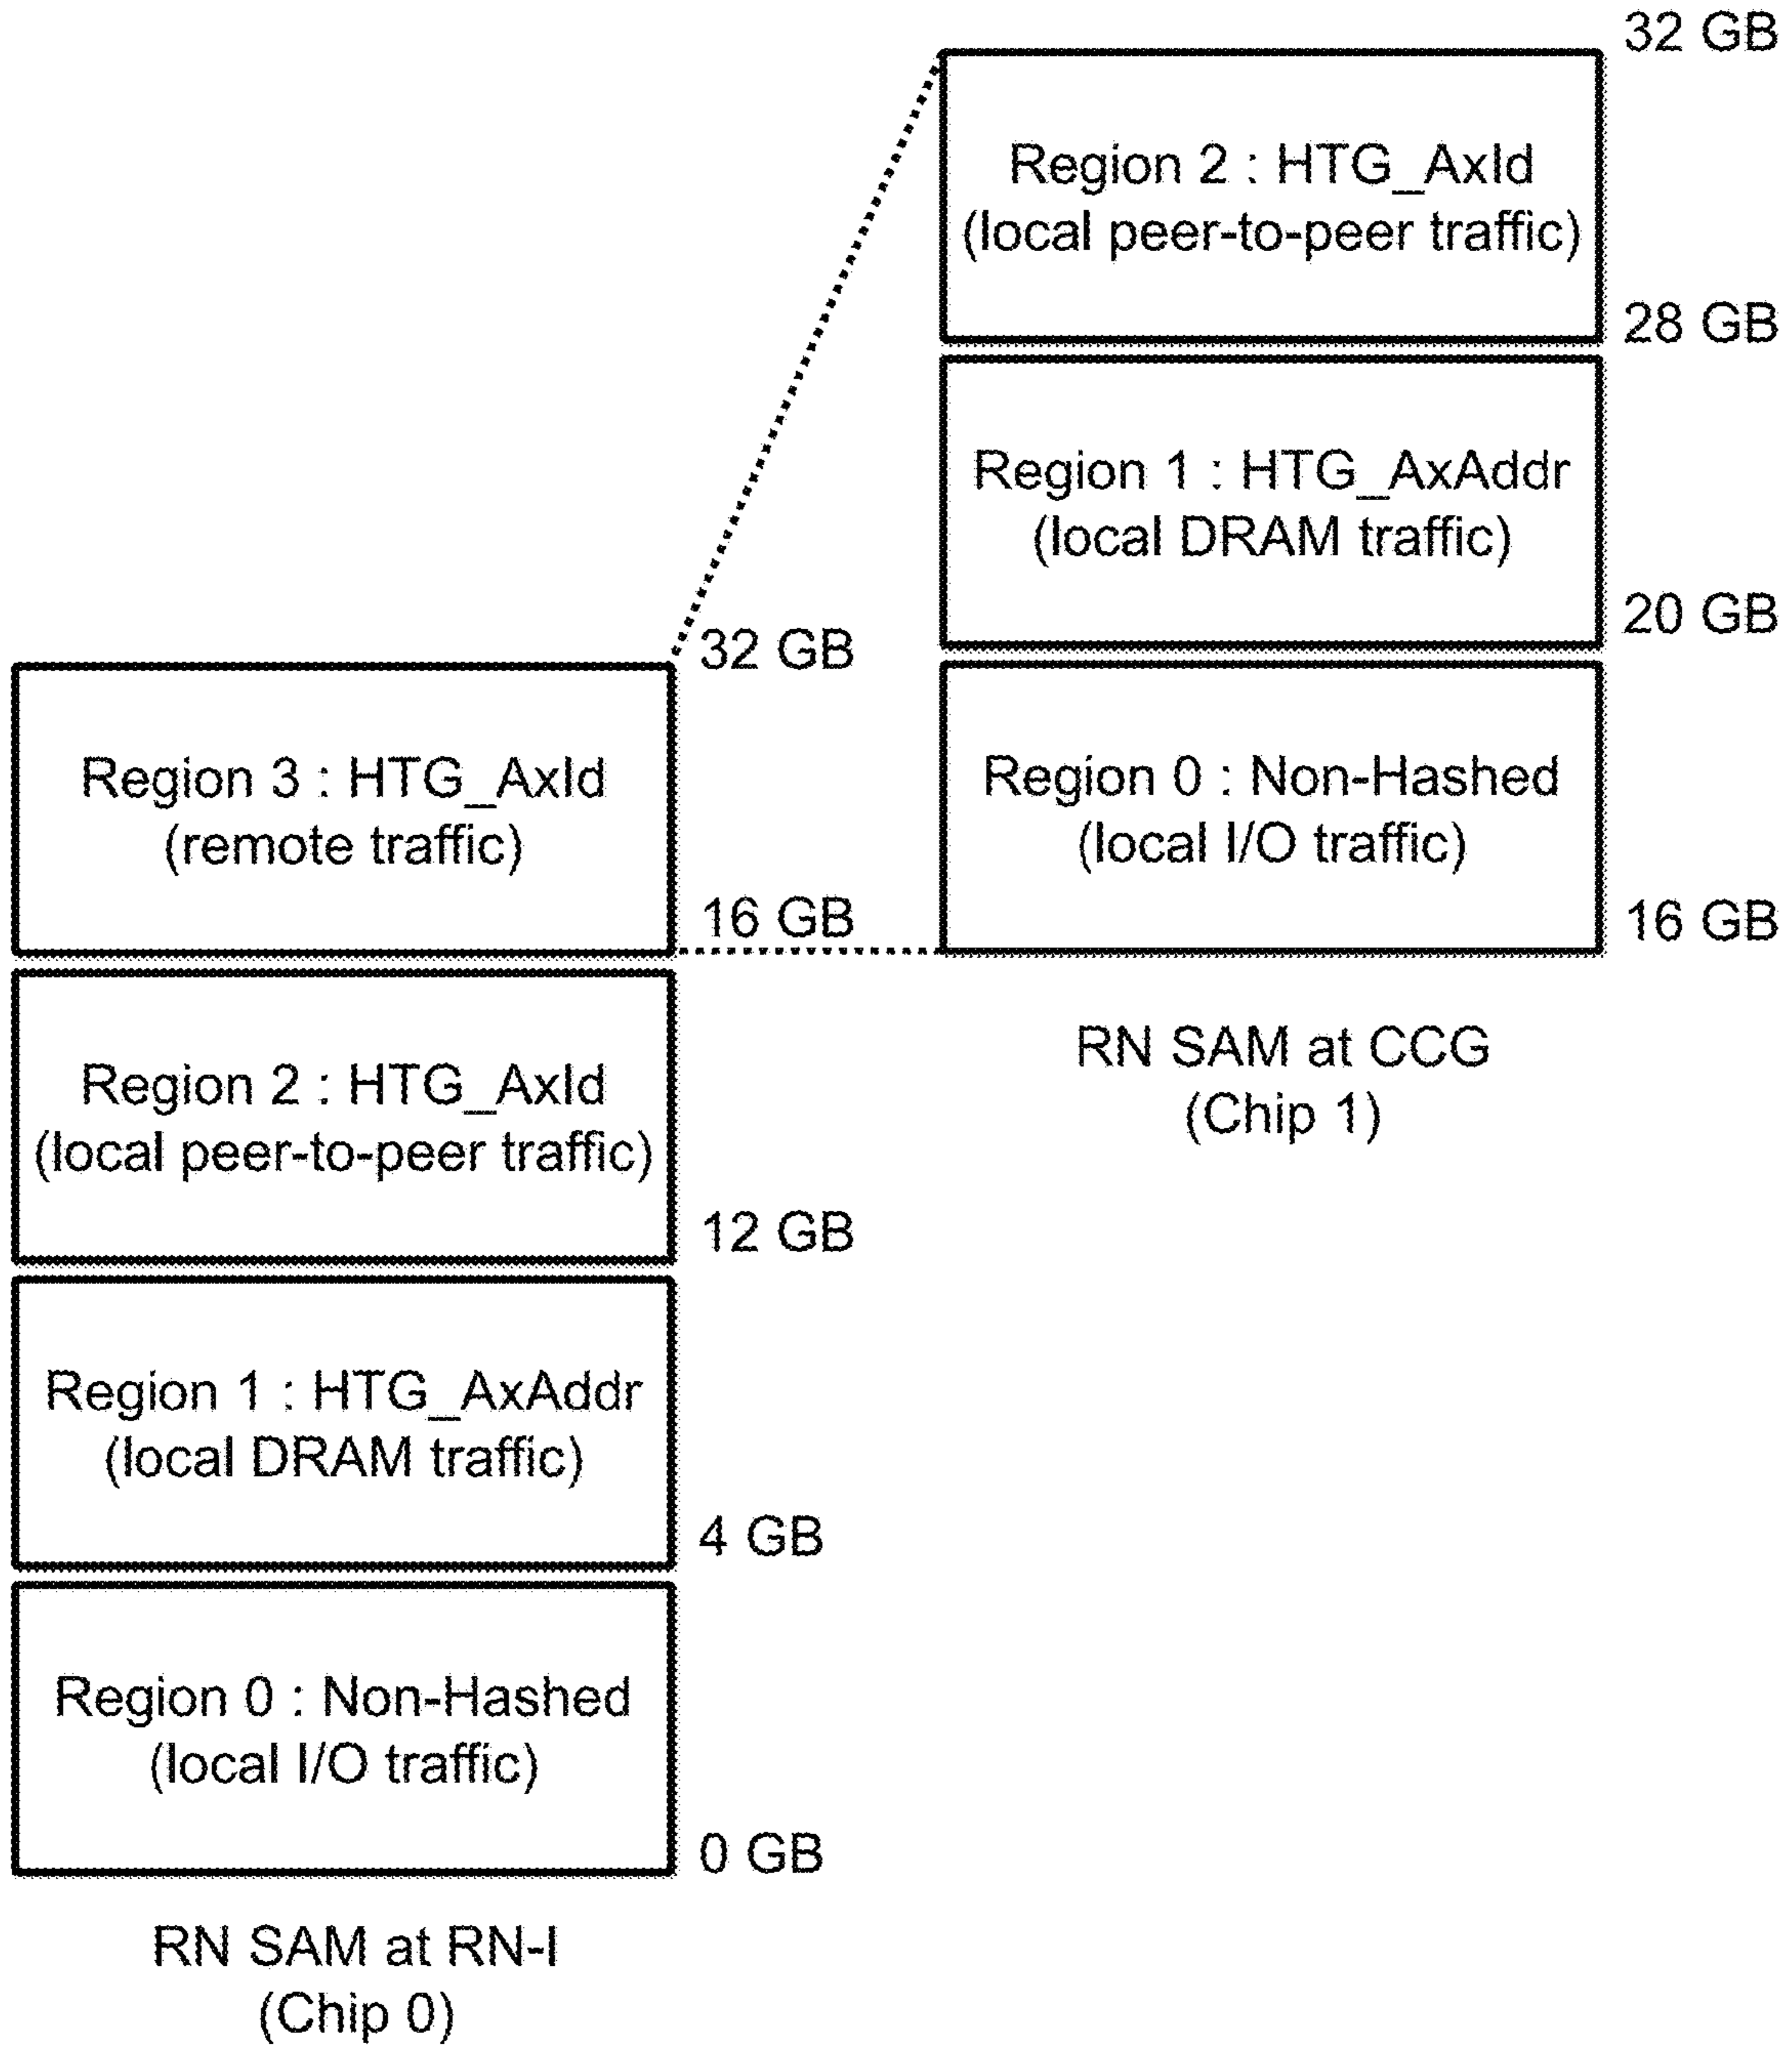 32 GB
Region 2 : HTG_AxId
(local peer-to-peer traffic)
28 GB
Region 1 : HTG_AxAddr
(local DRAM traffic)
20 GB
Region 0 : Non-Hashed
(local I/O traffic)
16 GB
RN SAM at CCG
(Chip 1)
32 GB
Region 3 : HTG_AxId
(remote traffic)
16 GB
Region 2 : HTG_AxId
(local peer-to-peer traffic)
12 GB
Region 1 : HTG_AxAddr
(local DRAM traffic)
4 GB
Region 0 : Non-Hashed
(local I/O traffic)
0 GB
RN SAM at RN-I
(Chip 0)